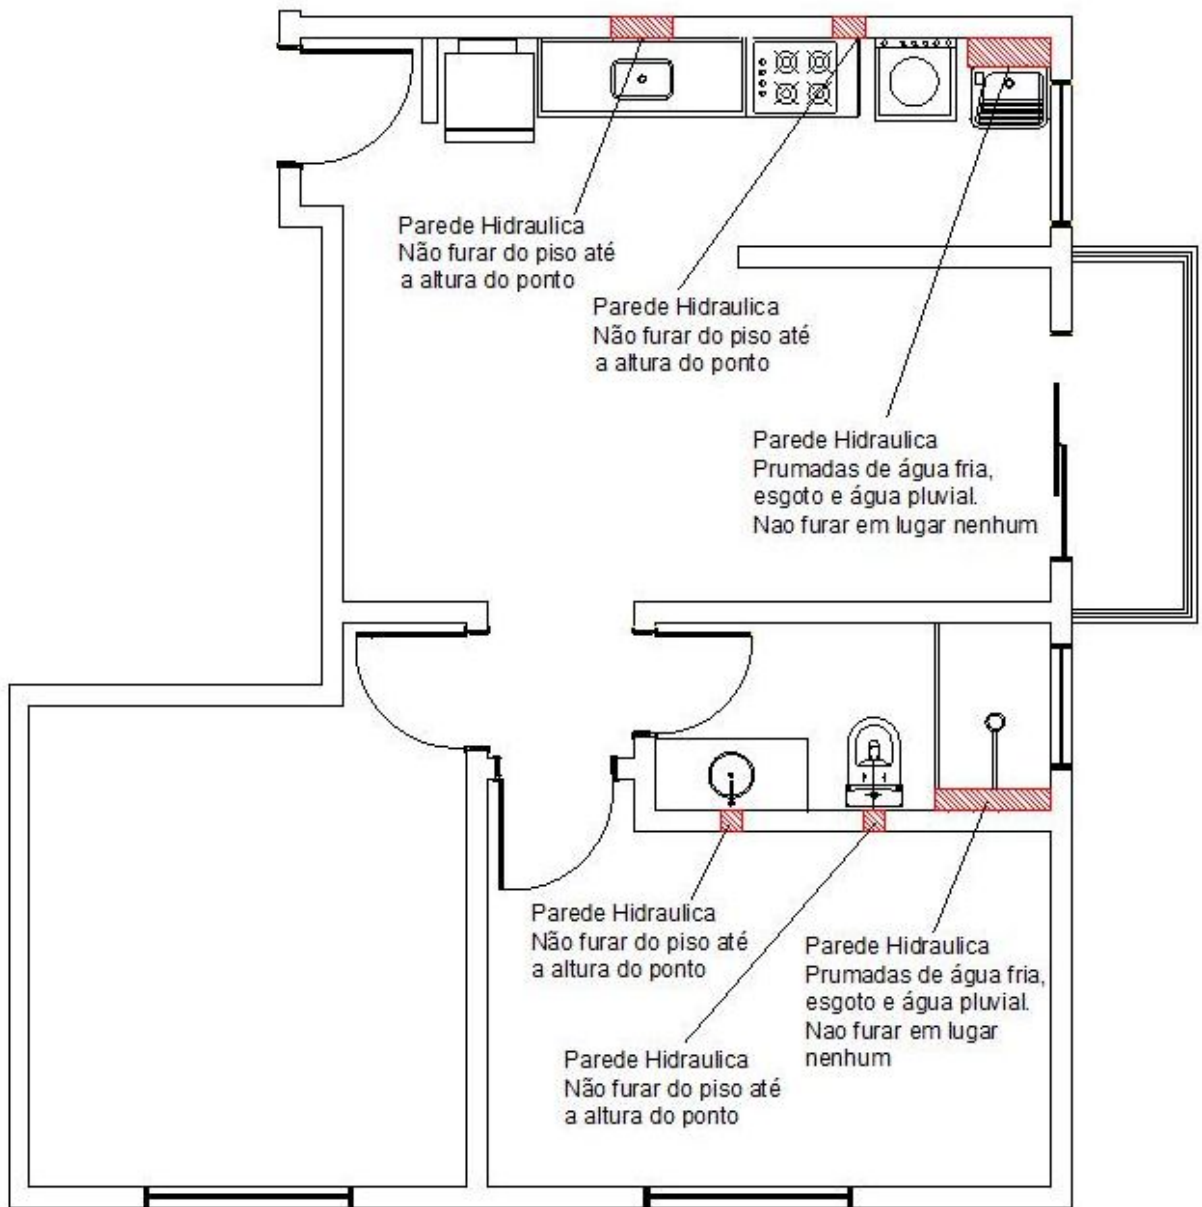 Parede Hidraulica
Não furar do piso até
a altura do ponto
Parede Hidraulica
Não furar do piso até
a altura do ponto
Parede Hidraulica
Prumadas de água fria,
esgoto e água pluvial.
Nao furar em lugar nenhum
Parede Hidraulica
Não furar do piso até
a altura do ponto
Parede Hidraulica
Prumadas de água fria,
esgoto e água pluvial.
Nao furar em lugar
nenhum
Parede Hidraulica
Não furar do piso até
a altura do ponto